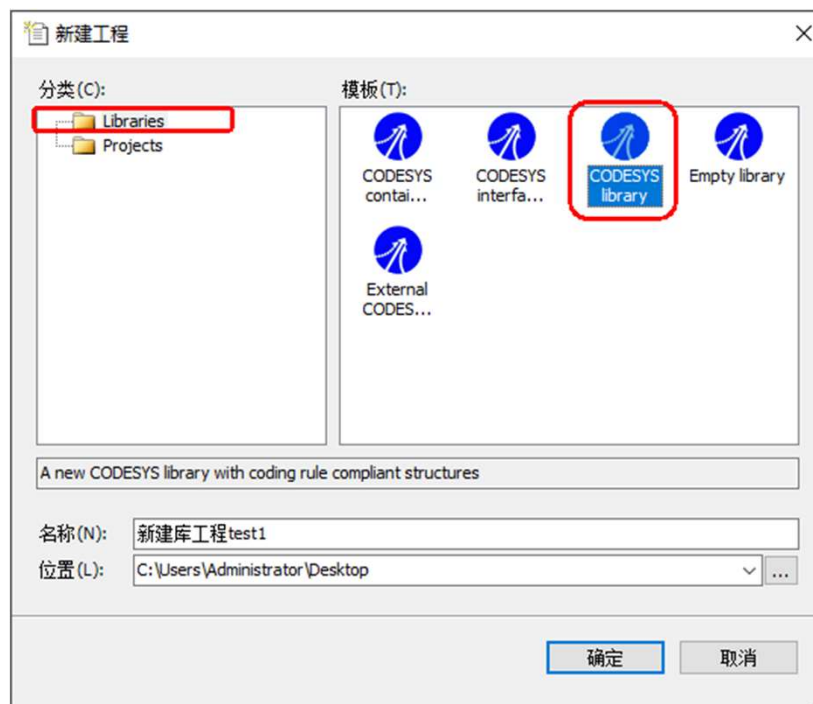 新建工程
分类(C):
Libraries
Projects
模板(T):
CODESYS
contai...
CODESYS
interfa...
CODESYS
library
Empty library
External
CODES...
A new CODESYS library with coding rule compliant structures
名称(N):
新建库工程test1
位置(L):
C:\Users\Administrator\Desktop
...
确定
取消